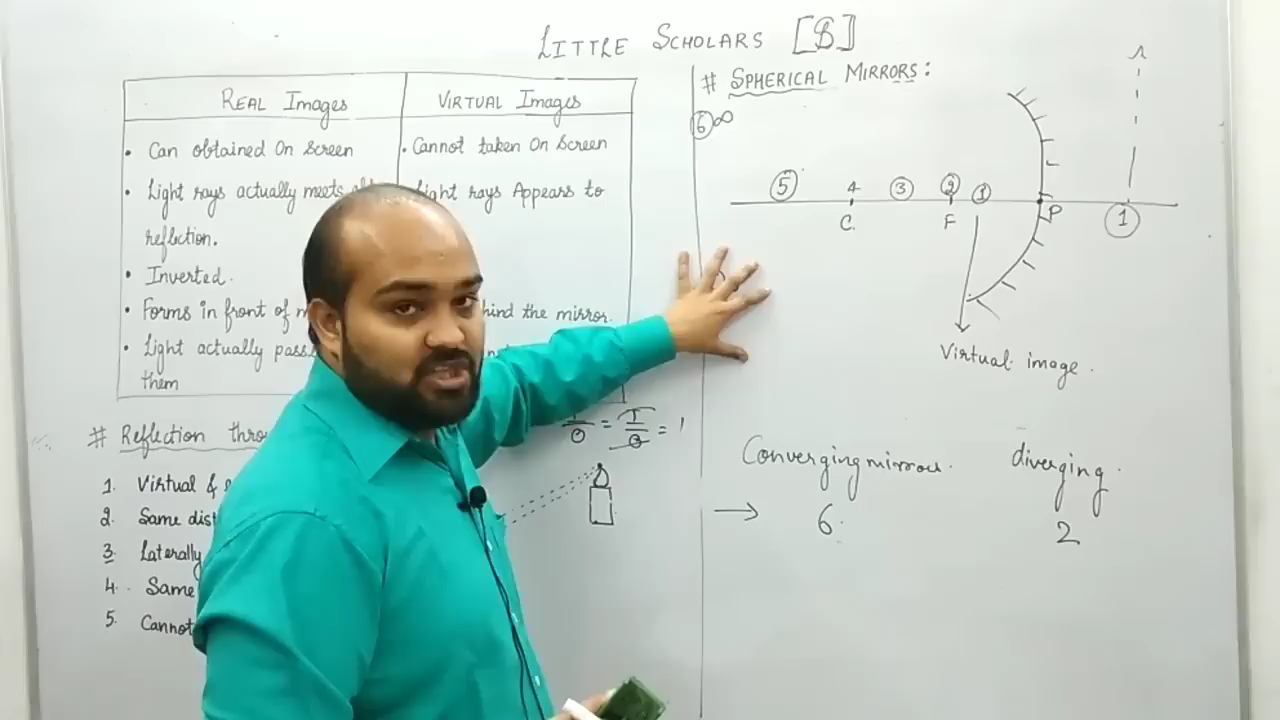 LITTLE SCHOLARS [$]
REAL Images
VIRTUAL Images
• Can obtained On Screen
• Cannot taken On Screen
• Light rays actually meets
reflection.
Light rays Appears to
• Inverted.
• Forms in front of
hind the mirror.
• Light actually pass
them
# Reflection thro
1. Virtual &
2. Same dist
3. Laterally
4. Same
5. Cannot
I/O = I/O = 1
# SPHERICAL MIRRORS:
6 ∞
5 4 3 2 1
C F P 1
Virtual image.
Converging mirror.
diverging
→ 6
2